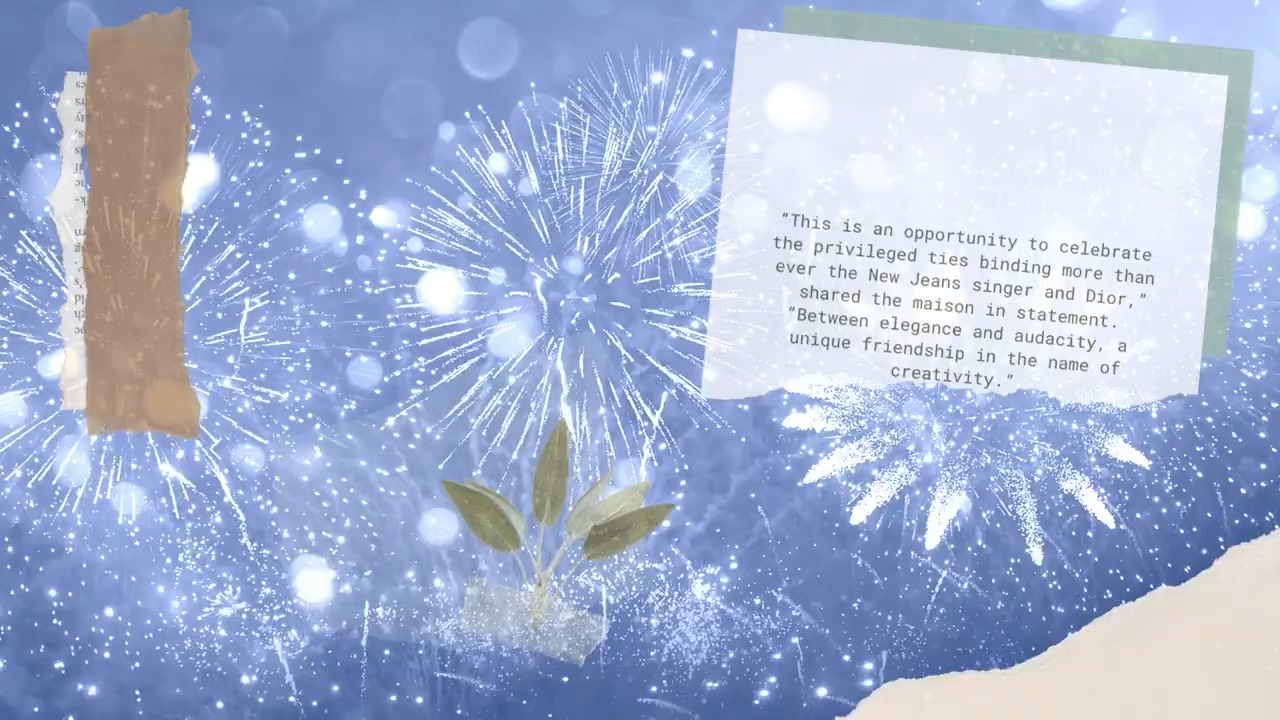 "This is an opportunity to celebrate
the privileged ties binding more than
ever the New Jeans singer and Dior,"
shared the maison in statement.
"Between elegance and audacity, a
unique friendship in the name of
creativity."